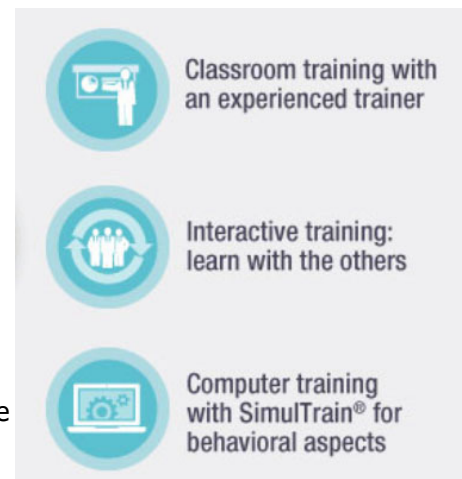 Classroom training with
an experienced trainer
Interactive training:
learn with the others
Computer training
with SimulTrain® for
behavioral aspects
e